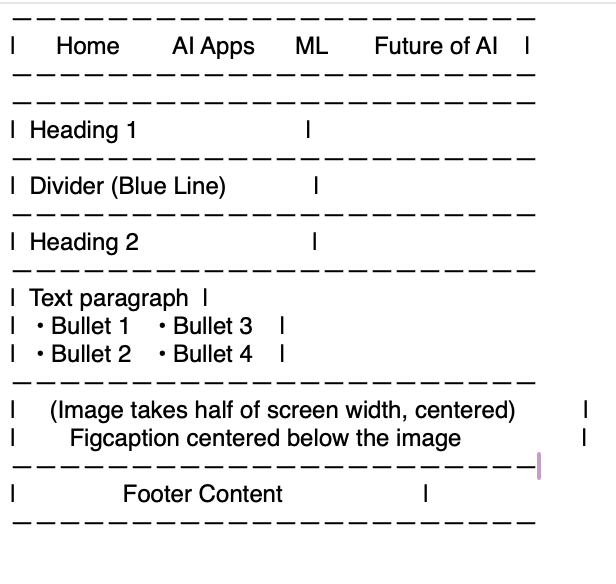 — — — — — — — — — — — — — — — — — — — — — —
| Home AI Apps ML Future of AI |
— — — — — — — — — — — — — — — — — — — — — —
— — — — — — — — — — — — — — — — — — — — — —
| Heading 1 |
— — — — — — — — — — — — — — — — — — — — — —
| Divider (Blue Line) |
— — — — — — — — — — — — — — — — — — — — — —
| Heading 2 |
— — — — — — — — — — — — — — — — — — — — — —
| Text paragraph |
| • Bullet 1 • Bullet 3 |
| • Bullet 2 • Bullet 4 |
— — — — — — — — — — — — — — — — — — — — — —
| (Image takes half of screen width, centered) |
| Figcaption centered below the image |
— — — — — — — — — — — — — — — — — — — — — —
| Footer Content |
— — — — — — — — — — — — — — — — — — — — — —